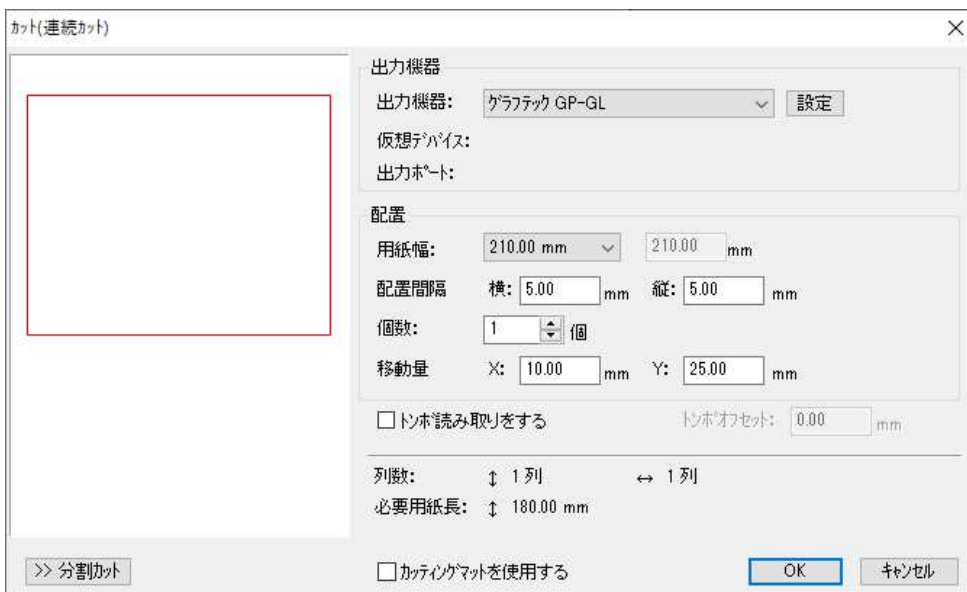 カット(連続カット)
出力機器
出力機器: グラフテック GP-GL 設定
仮想デバイス:
出力ポート:
配置
用紙幅: 210.00 mm 210.00 mm
配置間隔 横: 5.00 mm 縦: 5.00 mm
個数: 1 個
移動量 X: 10.00 mm Y: 25.00 mm
トンボ読み取りをする トンボオフセット: 0.00 mm
列数: ↕ 1 列 ↔ 1 列
必要用紙長: ↕ 180.00 mm
>> 分割カット カッティングマットを使用する OK キャンセル